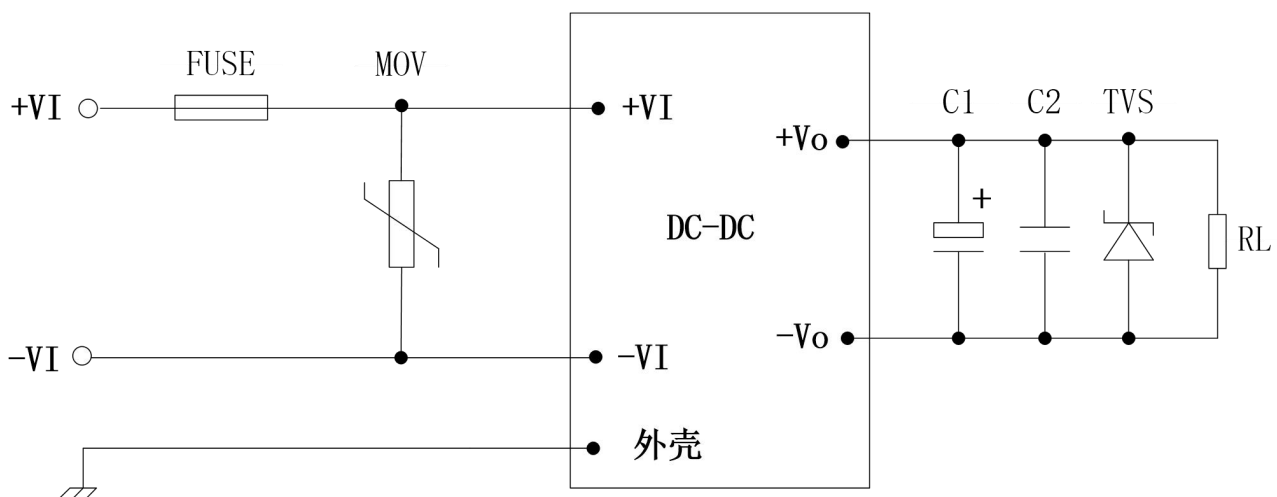 FUSE
MOV
+VI
+VI
C1
C2
TVS
+Vo
+
DC-DC
RL
-VI
-VI
-Vo
外壳